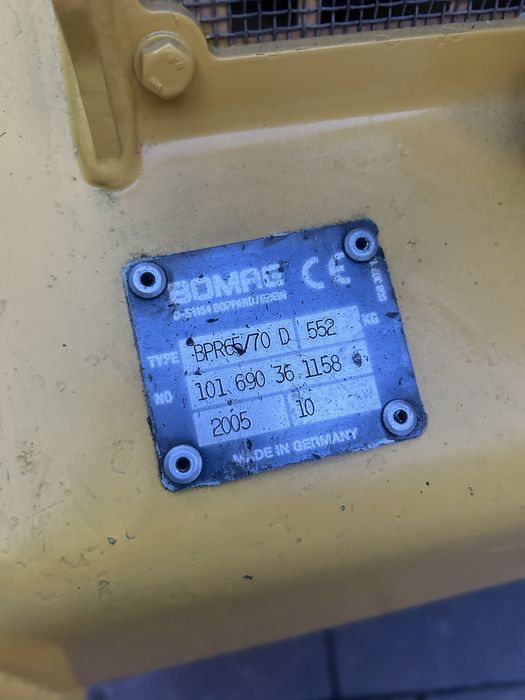 BOMAG CE
D-56154 BOPPARD/RHEIN
TYPE BPR65/70 D 552 KG
NO 101 690 36 1158
2005 10 KW
MADE IN GERMANY